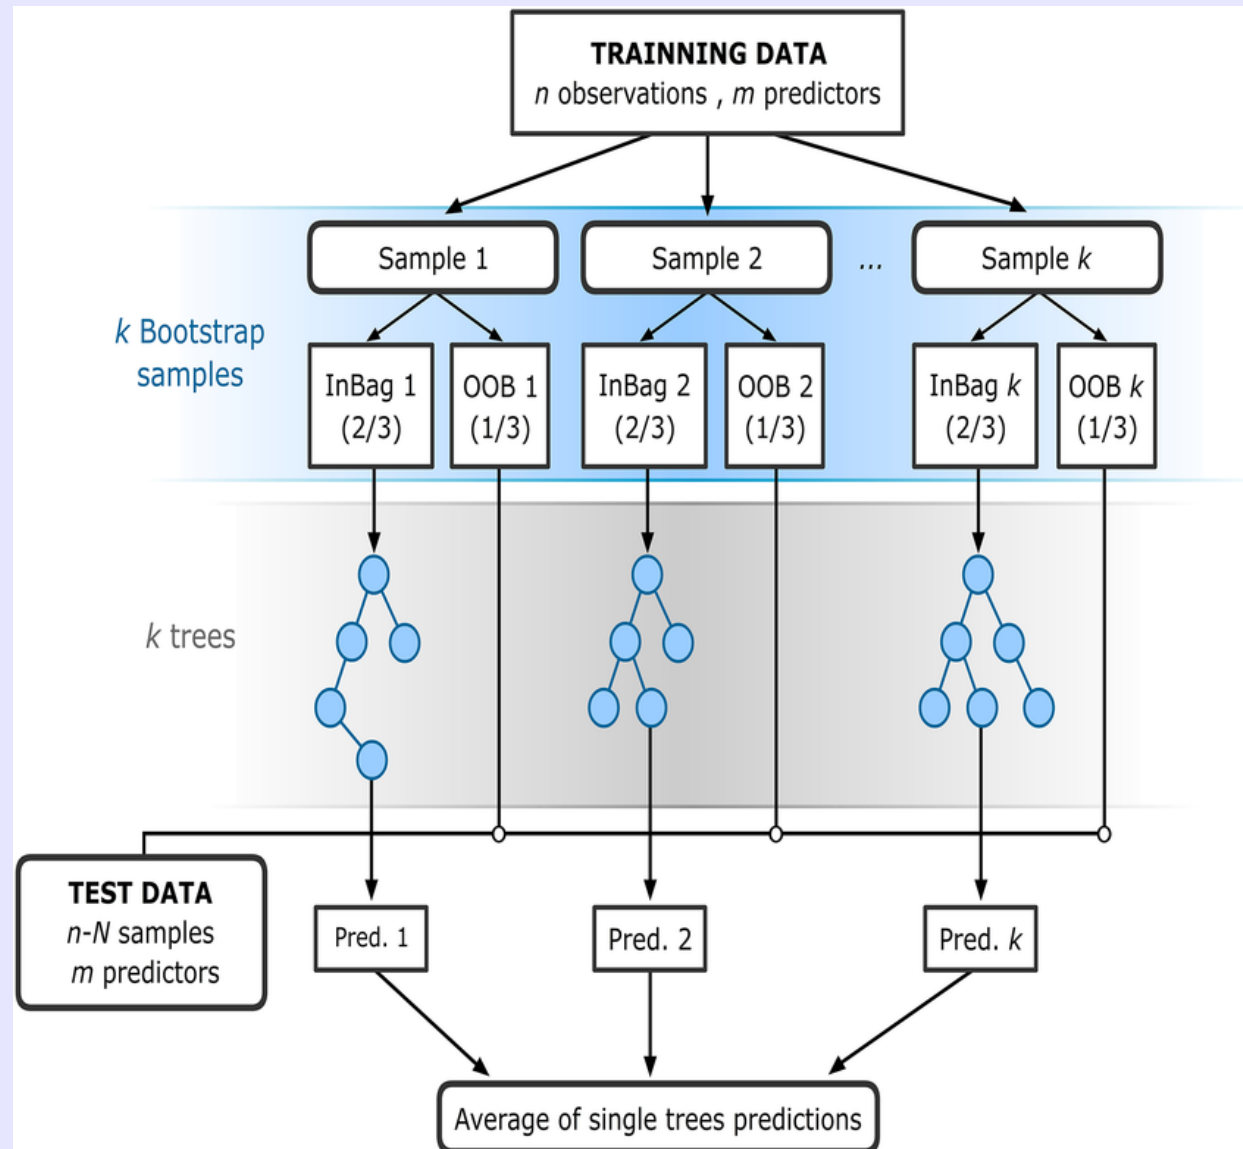 TRAINNING DATA
n observations , m predictors
Sample 1
Sample 2
...
Sample k
k Bootstrap
samples
InBag 1
(2/3)
OOB 1
(1/3)
InBag 2
(2/3)
OOB 2
(1/3)
InBag k
(2/3)
OOB k
(1/3)
k trees
TEST DATA
n-N samples
m predictors
Pred. 1
Pred. 2
Pred. k
Average of single trees predictions